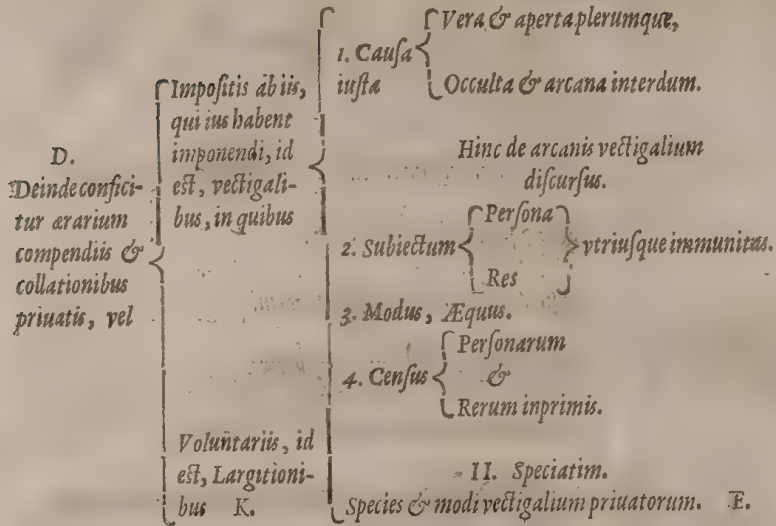 D.
Deinde confici-
tur ærarium
compendiis &
collationibus
priuatis, vel
Impositis ab iis,
qui ius habent
imponendi, id
est, vectigali-
bus, in quibus
1. Causa
iustæ
Vera & aperta plerumque,
Occulta & arcana interdum.
Hinc de arcanis vectigalium
discursus.
2. Subiectum
Persona
Res
vtriusque immunitas.
3. Modus, Æquus.
4. Census
Personarum
&
Rerum inprimis.
II. Speciatim.
Species & modi vectigalium priuatorum. E.
Voluntariis, id
est, Largitioni-
bus K.